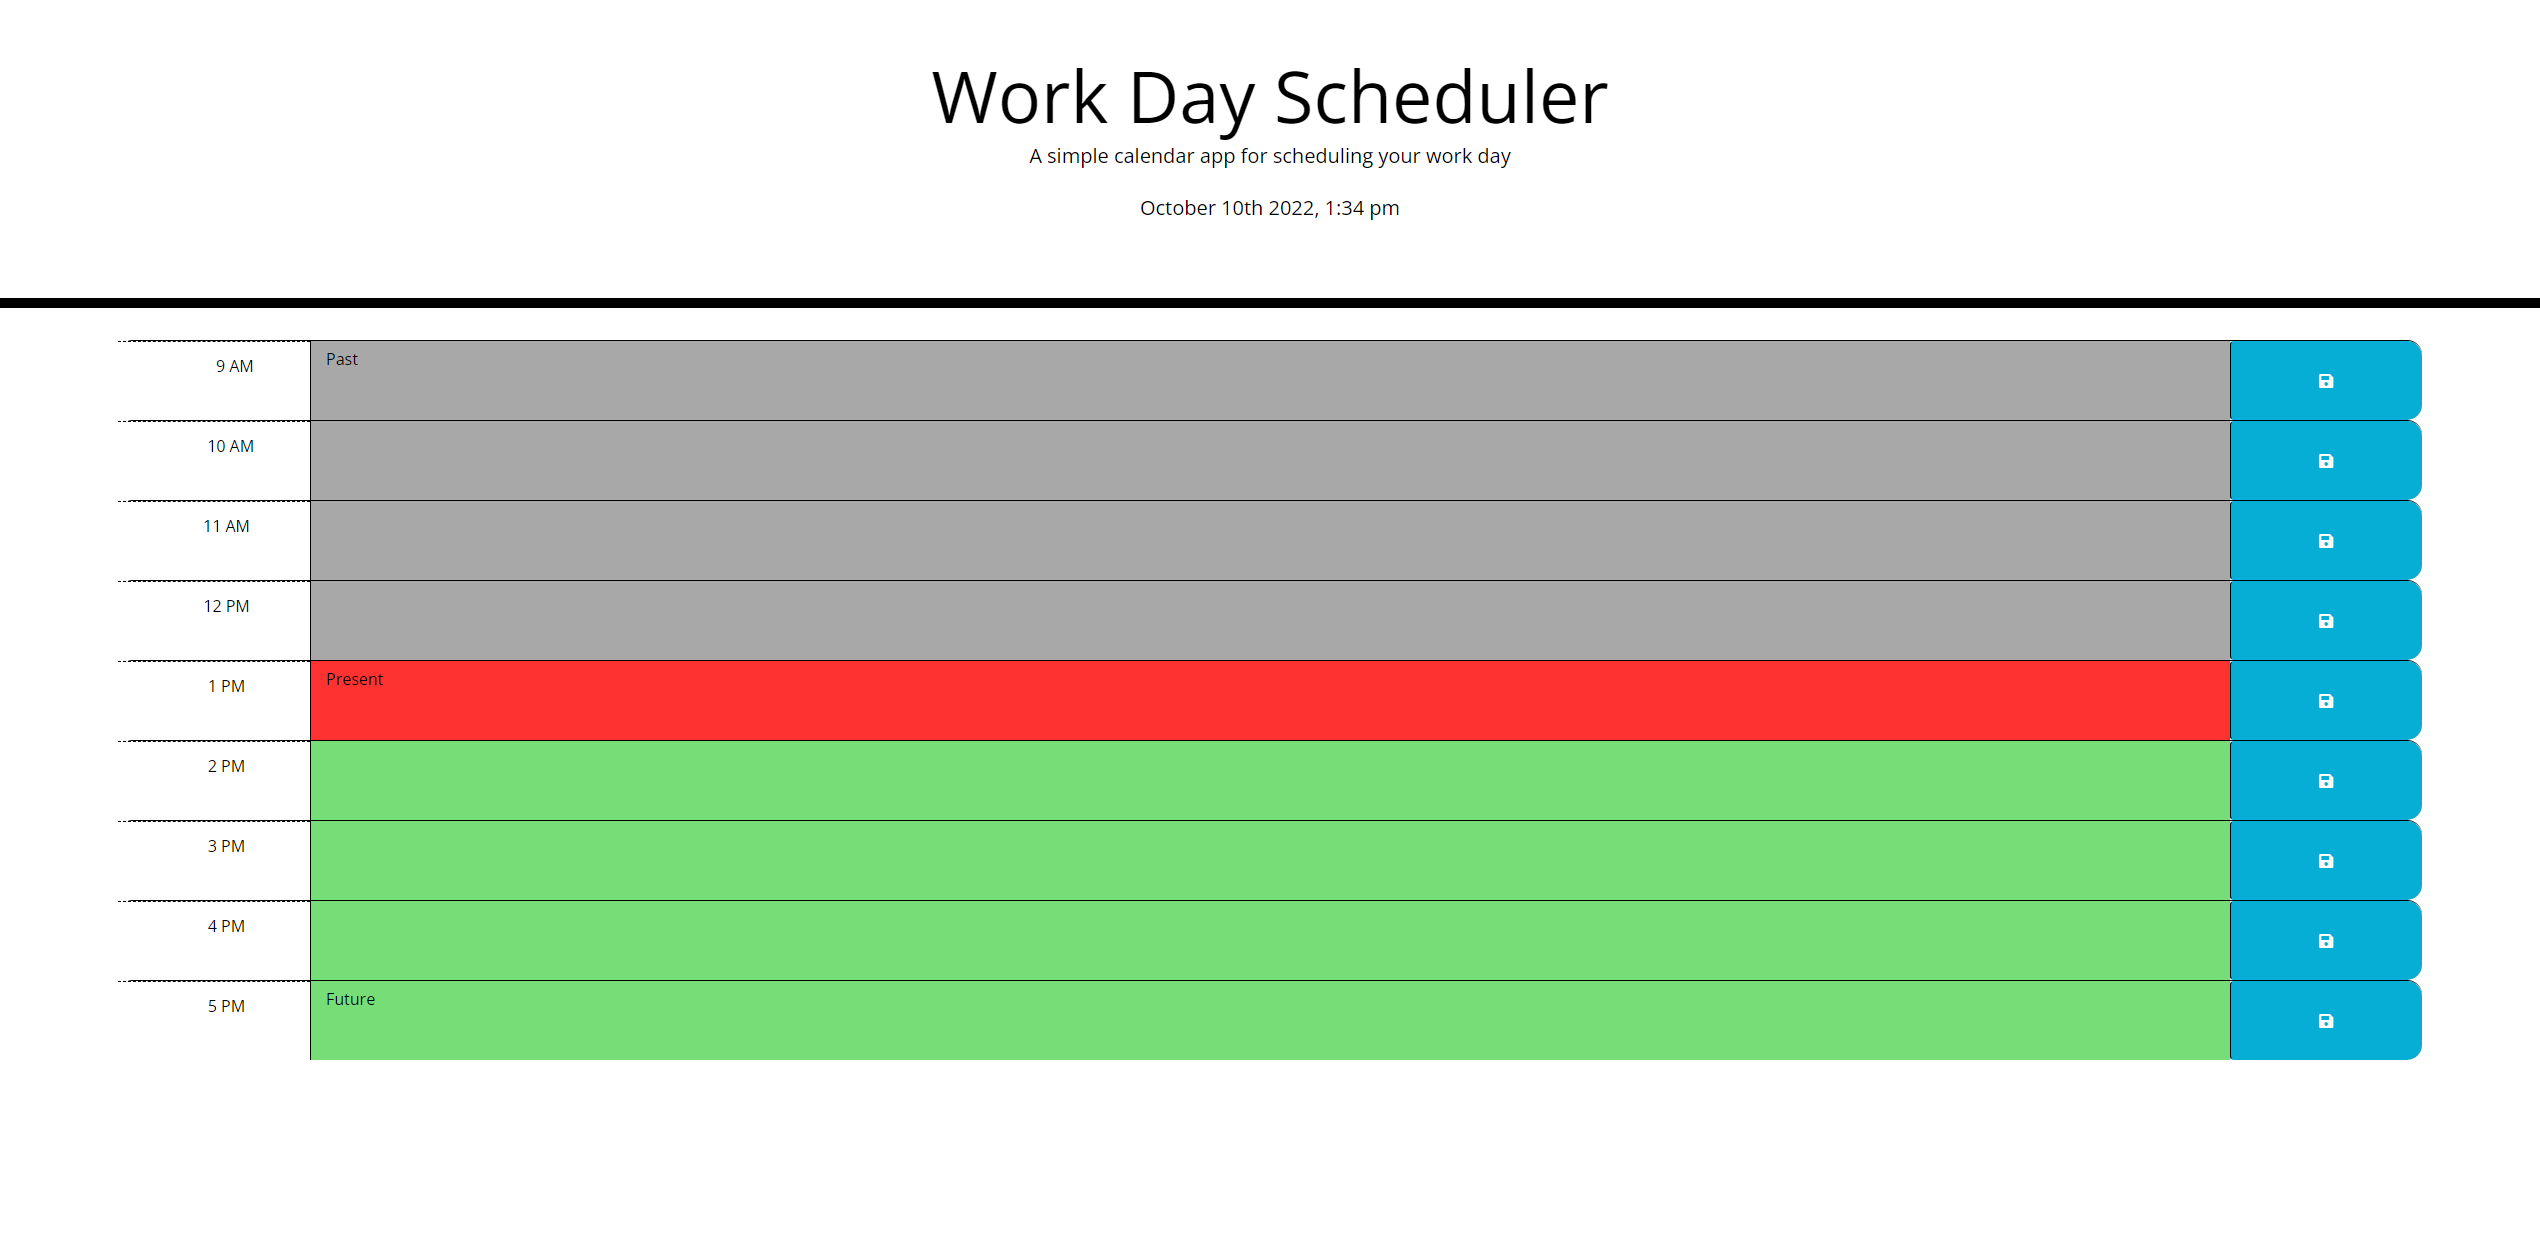 Work Day Scheduler
A simple calendar app for scheduling your work day
October 10th 2022, 1:34 pm
9 AM Past
10 AM
11 AM
12 PM
1 PM Present
2 PM
3 PM
4 PM
5 PM Future